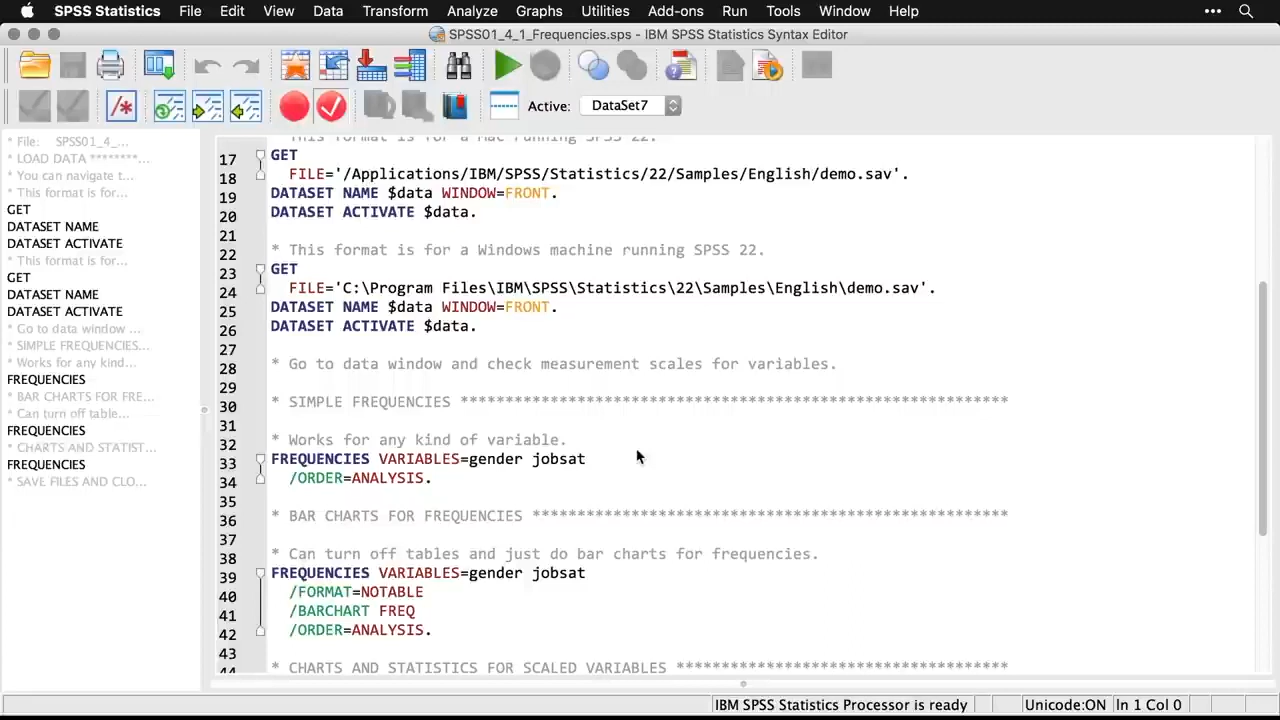 SPSS Statistics File Edit View Data Transform Analyze Graphs Utilities Add-ons Run Tools Window Help
SPSS01_4_1_Frequencies.sps - IBM SPSS Statistics Syntax Editor
Active: DataSet7
* File: SPSS01_4_...
* LOAD DATA ********...
* You can navigate t...
* This format is for...
GET
DATASET NAME
DATASET ACTIVATE
* This format is for...
GET
DATASET NAME
DATASET ACTIVATE
* Go to data window ...
* SIMPLE FREQUENCIES...
* Works for any kind...
FREQUENCIES
* BAR CHARTS FOR FRE...
* Can turn off table...
FREQUENCIES
* CHARTS AND STATIST...
FREQUENCIES
* SAVE FILES AND CLO...
This format is for a Mac running SPSS 22.
17 GET
18 FILE='/Applications/IBM/SPSS/Statistics/22/Samples/English/demo.sav'.
19 DATASET NAME $data WINDOW=FRONT.
20 DATASET ACTIVATE $data.
21
22 * This format is for a Windows machine running SPSS 22.
23 GET
24 FILE='C:\Program Files\IBM\SPSS\Statistics\22\Samples\English\demo.sav'.
25 DATASET NAME $data WINDOW=FRONT.
26 DATASET ACTIVATE $data.
27
28 * Go to data window and check measurement scales for variables.
29
30 * SIMPLE FREQUENCIES *************************************************************
31
32 * Works for any kind of variable.
33 FREQUENCIES VARIABLES=gender jobsat
34 /ORDER=ANALYSIS.
35
36 * BAR CHARTS FOR FREQUENCIES *****************************************************
37
38 * Can turn off tables and just do bar charts for frequencies.
39 FREQUENCIES VARIABLES=gender jobsat
40 /FORMAT=NOTABLE
41 /BARCHART FREQ
42 /ORDER=ANALYSIS.
43
44 * CHARTS AND STATISTICS FOR SCALED VARIABLES *************************************
IBM SPSS Statistics Processor is ready Unicode:ON In 1 Col 0